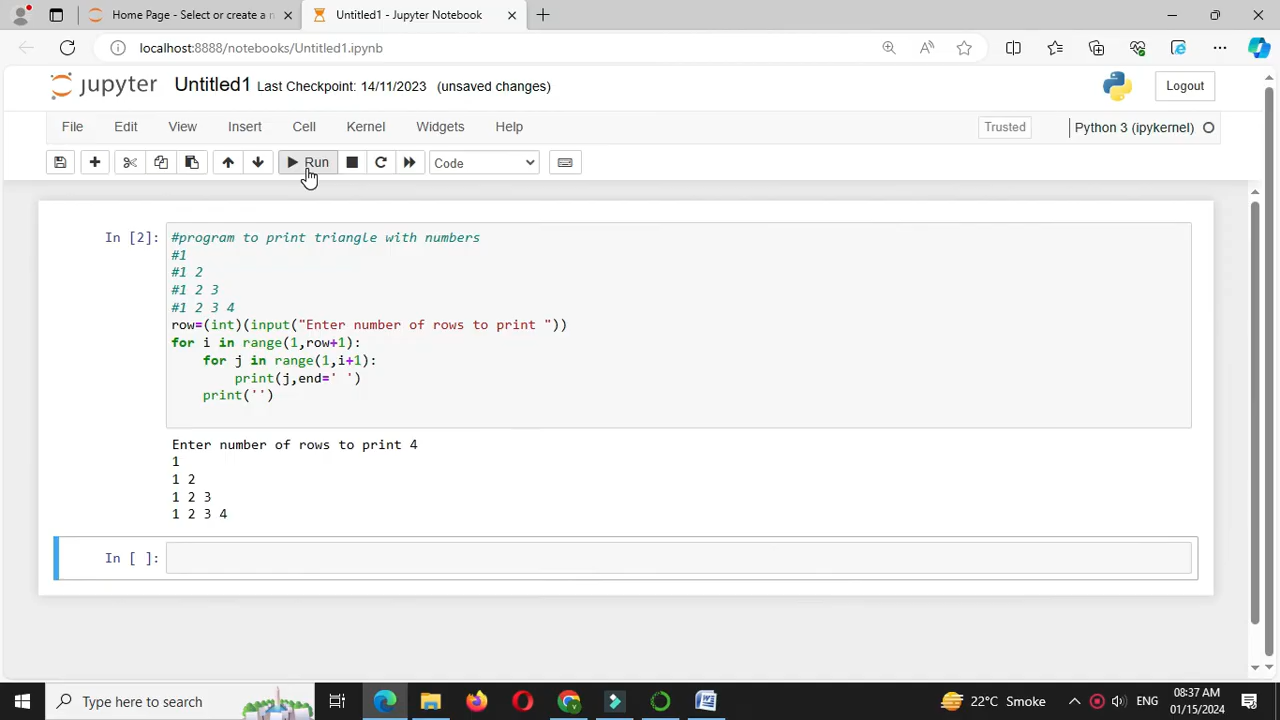 Home Page - Select or create a n
Untitled1 - Jupyter Notebook
localhost:8888/notebooks/Untitled1.ipynb
jupyter Untitled1 Last Checkpoint: 14/11/2023 (unsaved changes)
Logout
File Edit View Insert Cell Kernel Widgets Help
Trusted
Python 3 (ipykernel)
Run
Code
In [2]:
#program to print triangle with numbers
#1
#1 2
#1 2 3
#1 2 3 4
row=(int)(input("Enter number of rows to print "))
for i in range(1,row+1):
    for j in range(1,i+1):
        print(j,end=' ')
    print('')
Enter number of rows to print 4
1
1 2
1 2 3
1 2 3 4
In [ ]:
Type here to search
22°C Smoke
ENG
08:37 AM
01/15/2024